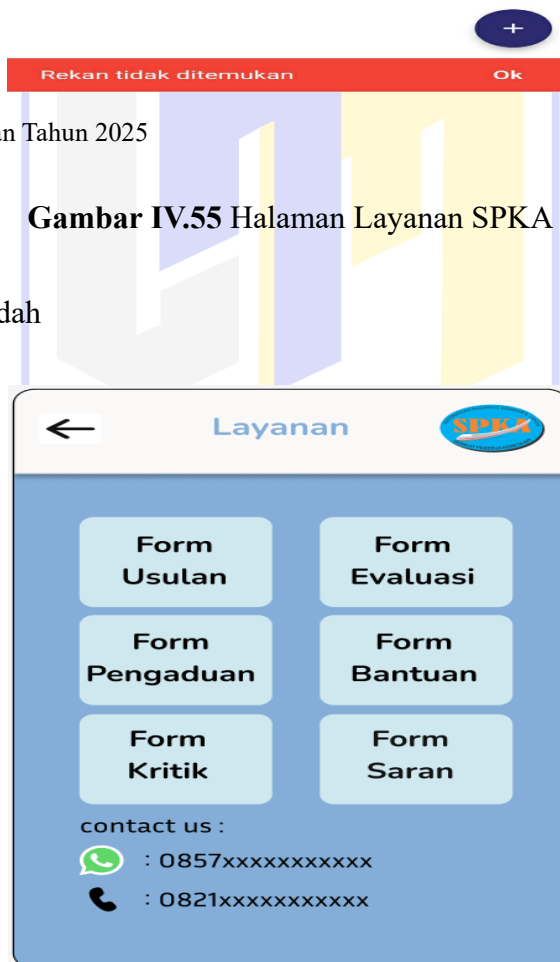 +
Rekan tidak ditemukan Ok
an Tahun 2025
Gambar IV.55 Halaman Layanan SPKA
dah
Layanan
SPKA
Form
Usulan
Form
Evaluasi
Form
Pengaduan
Form
Bantuan
Form
Kritik
Form
Saran
contact us :
: 0857xxxxxxxxxxx
: 0821xxxxxxxxxxx